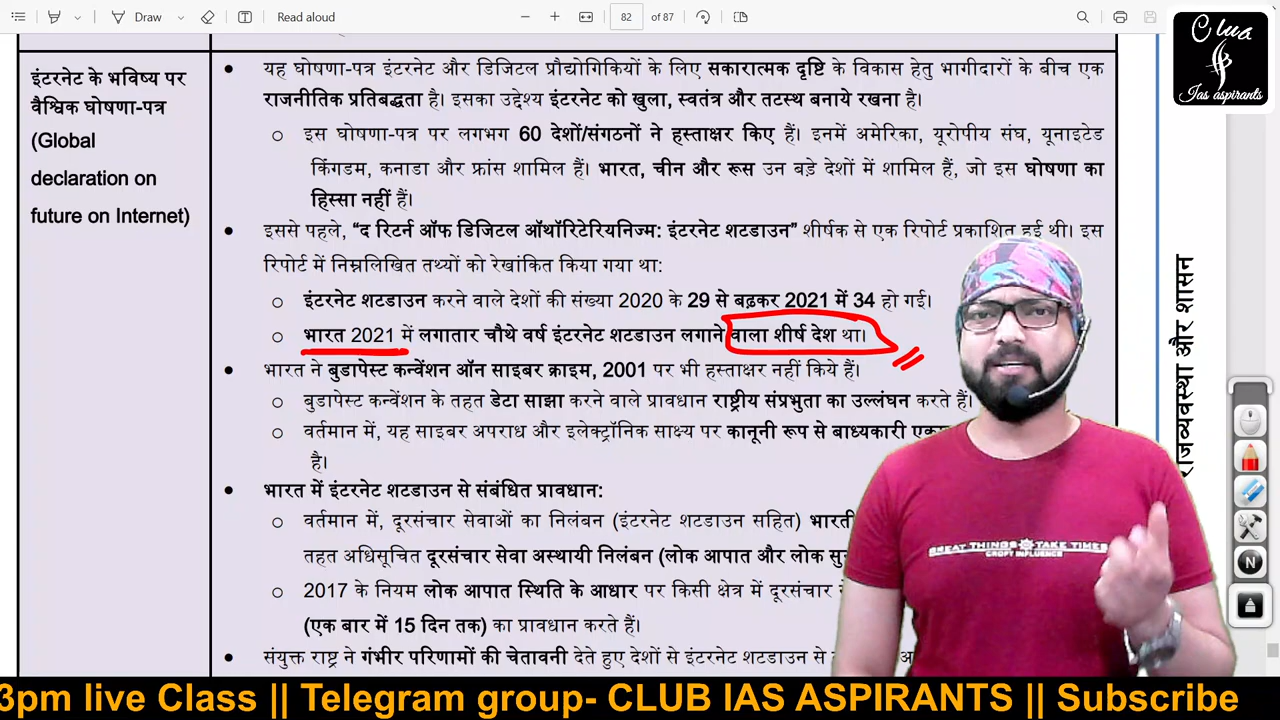 Draw
Read aloud
82 of 87
Clua
Ias aspirants
इंटरनेट के भविष्य पर
वैश्विक घोषणा-पत्र
(Global
declaration on
future on Internet)
यह घोषणा-पत्र इंटरनेट और डिजिटल प्रौद्योगिकियों के लिए सकारात्मक दृष्टि के विकास हेतु भागीदारों के बीच एक
राजनीतिक प्रतिबद्धता है। इसका उद्देश्य इंटरनेट को खुला, स्वतंत्र और तटस्थ बनाये रखना है।
इस घोषणा-पत्र पर लगभग 60 देशों/संगठनों ने हस्ताक्षर किए हैं। इनमें अमेरिका, यूरोपीय संघ, यूनाइटेड
किंगडम, कनाडा और फ्रांस शामिल हैं। भारत, चीन और रूस उन बड़े देशों में शामिल हैं, जो इस घोषणा का
हिस्सा नहीं हैं।
इससे पहले, “द रिटर्न ऑफ डिजिटल ऑथॉरिटेरियनिज्म: इंटरनेट शटडाउन” शीर्षक से एक रिपोर्ट प्रकाशित हुई थी। इस
रिपोर्ट में निम्नलिखित तथ्यों को रेखांकित किया गया था:
इंटरनेट शटडाउन करने वाले देशों की संख्या 2020 के 29 से बढ़कर 2021 में 34 हो गई।
भारत 2021 में लगातार चौथे वर्ष इंटरनेट शटडाउन लगाने वाला शीर्ष देश था।
भारत ने बुडापेस्ट कन्वेंशन ऑन साइबर क्राइम, 2001 पर भी हस्ताक्षर नहीं किये हैं।
बुडापेस्ट कन्वेंशन के तहत डेटा साझा करने वाले प्रावधान राष्ट्रीय संप्रभुता का उल्लंघन करते हैं।
वर्तमान में, यह साइबर अपराध और इलेक्ट्रॉनिक साक्ष्य पर कानूनी रूप से बाध्यकारी
है।
भारत में इंटरनेट शटडाउन से संबंधित प्रावधान:
वर्तमान में, दूरसंचार सेवाओं का निलंबन (इंटरनेट शटडाउन सहित)
तहत अधिसूचित दूरसंचार सेवा अस्थायी निलंबन (लोक आपात और लोक
2017 के नियम लोक आपात स्थिति के आधार पर किसी क्षेत्र में दूरसंचार
(एक बार में 15 दिन तक) का प्रावधान करते हैं।
संयुक्त राष्ट्र ने गंभीर परिणामों की चेतावनी देते हुए देशों से इंटरनेट शटडाउन से
राजव्यवस्था और शासन
GREAT THINGS TAKE TIMES
N
3pm live Class || Telegram group- CLUB IAS ASPIRANTS || Subscribe